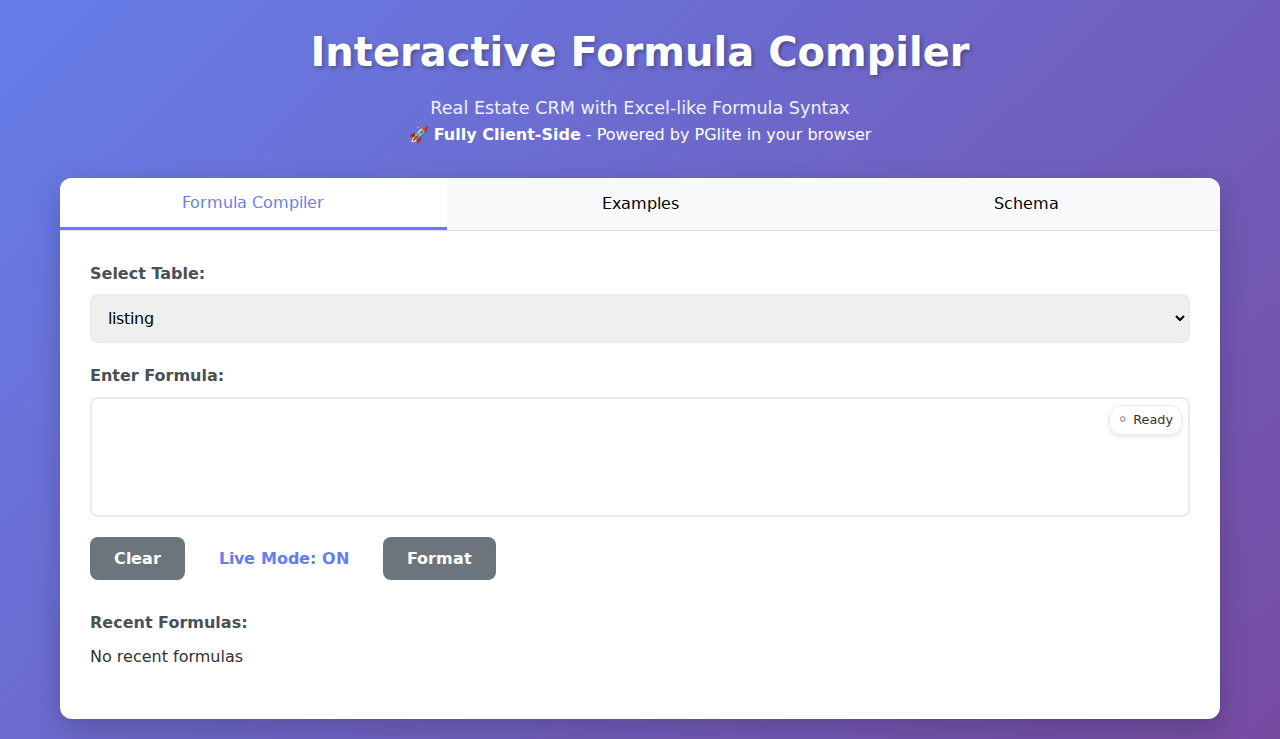 Interactive Formula Compiler
Real Estate CRM with Excel-like Formula Syntax
🚀 Fully Client-Side - Powered by PGlite in your browser
Formula Compiler
Examples
Schema
Select Table:
listing
Enter Formula:
Ready
Clear
Live Mode: ON
Format
Recent Formulas:
No recent formulas